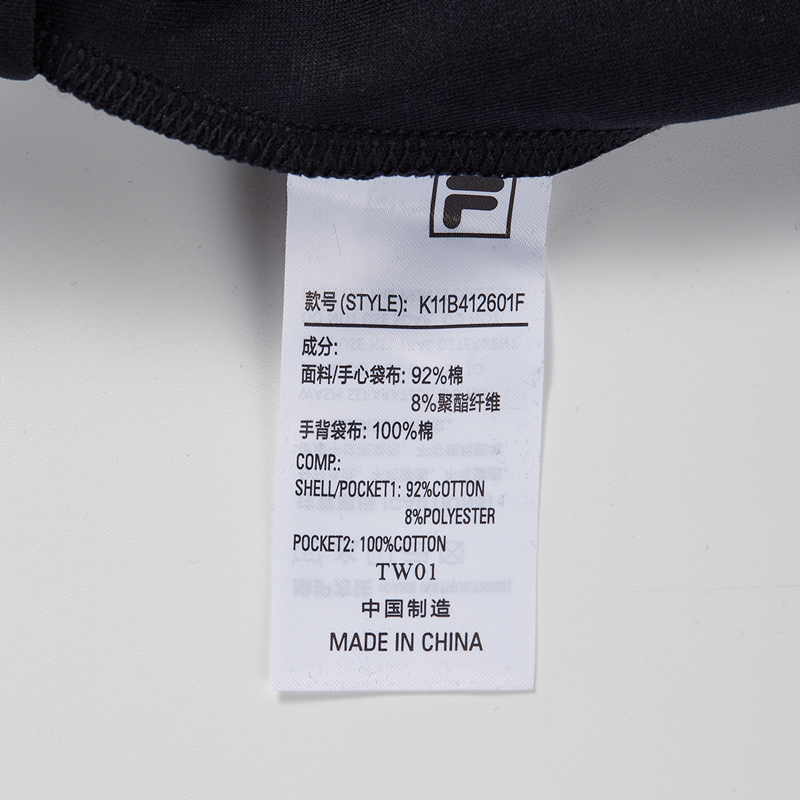 款号(STYLE): K11B412601F
成分:
面料/手心袋布: 92%棉
8%聚酯纤维
手背袋布: 100%棉
COMP.:
SHELL/POCKET1: 92%COTTON
8%POLYESTER
POCKET2: 100%COTTON
TW01
中国制造
MADE IN CHINA